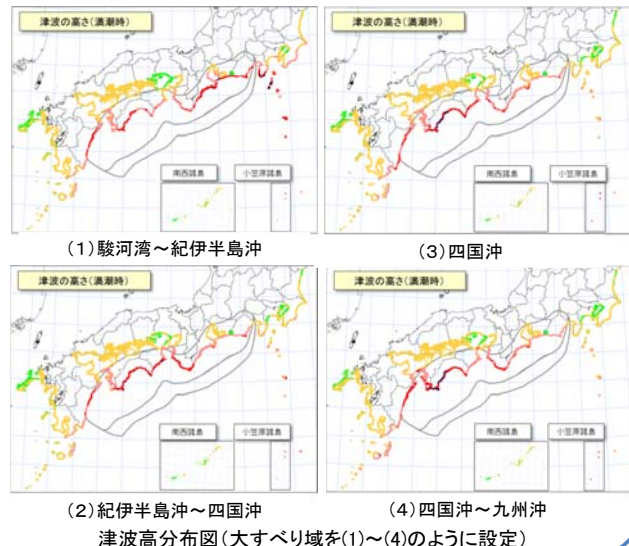 津波の高さ(満潮時)
南西諸島
小笠原諸島
(1)駿河湾~紀伊半島沖
津波の高さ(満潮時)
南西諸島
小笠原諸島
(3)四国沖
津波の高さ(満潮時)
南西諸島
小笠原諸島
(2)紀伊半島沖~四国沖
津波の高さ(満潮時)
南西諸島
小笠原諸島
(4)四国沖~九州沖
津波高分布図(大すべり域を(1)~(4)のように設定)